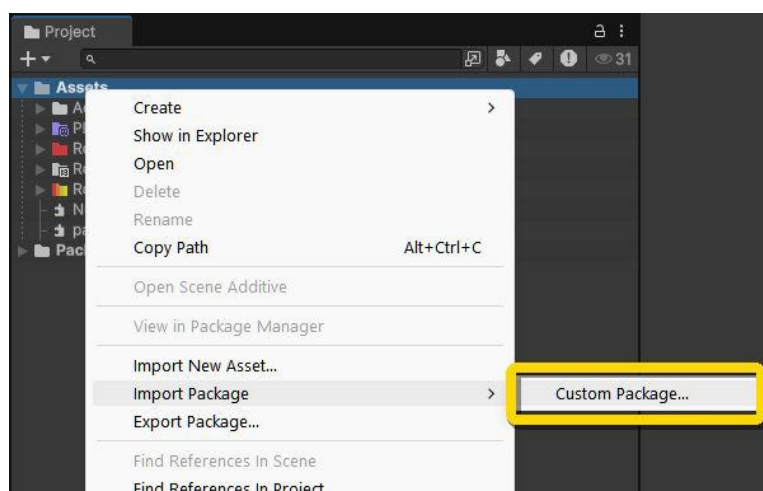 Project
31
Assets
Create
Show in Explorer
Open
Delete
Rename
Copy Path Alt+Ctrl+C
Open Scene Additive
View in Package Manager
Import New Asset...
Import Package
Custom Package...
Export Package...
Find References In Scene
Find References In Project